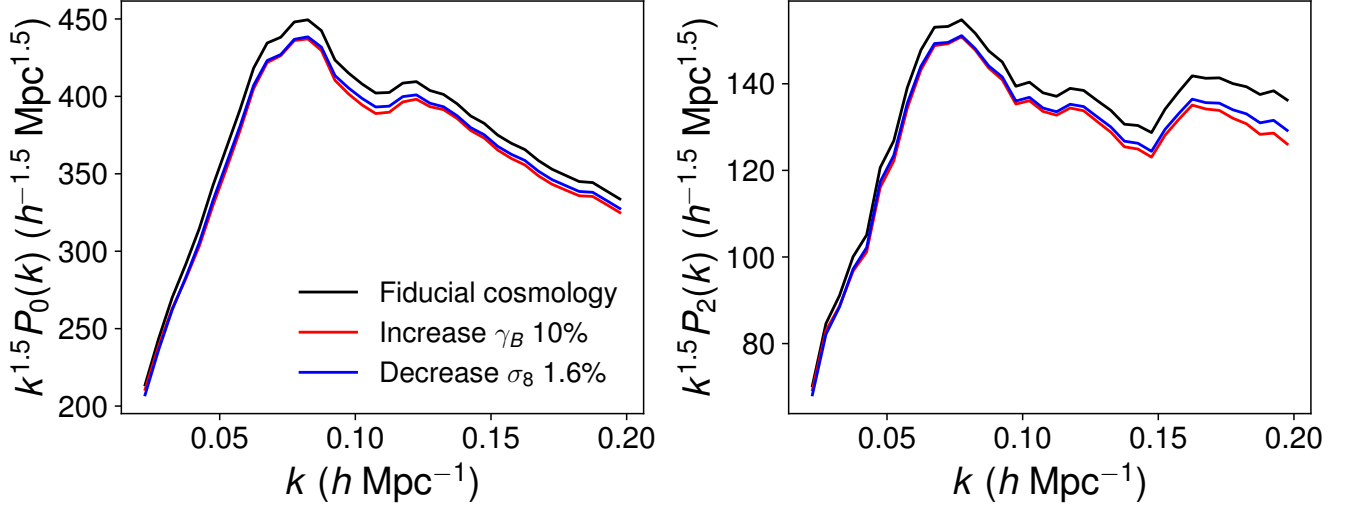 k^1.5 P_0(k) (h^−1.5 Mpc^1.5)
450
400
350
300
250
200
Fiducial cosmology
Increase γ_B 10%
Decrease σ_8 1.6%
0.05 0.10 0.15 0.20
k (h Mpc^−1)
k^1.5 P_2(k) (h^−1.5 Mpc^1.5)
140
120
100
80
0.05 0.10 0.15 0.20
k (h Mpc^−1)